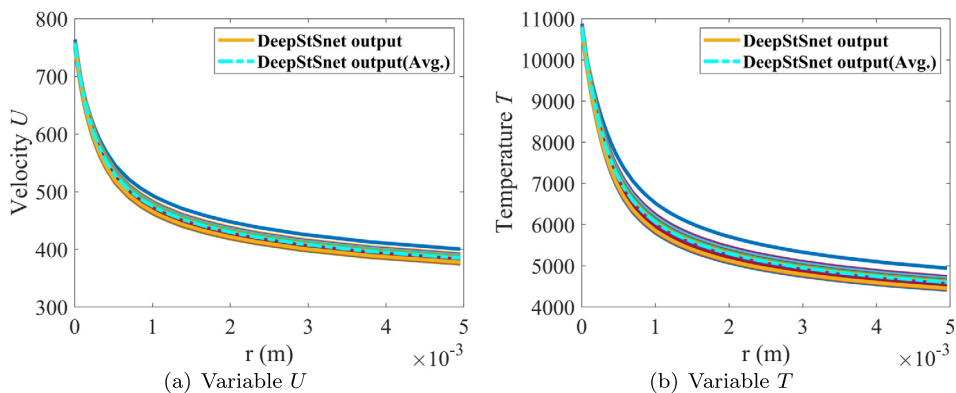 800
700
600
500
400
300
Velocity U
DeepStSnet output
DeepStSnet output(Avg.)
0 1 2 3 4 5
r (m)
×10⁻³
(a) Variable U
11000
10000
9000
8000
7000
6000
5000
4000
Temperature T
DeepStSnet output
DeepStSnet output(Avg.)
0 1 2 3 4 5
r (m)
×10⁻³
(b) Variable T